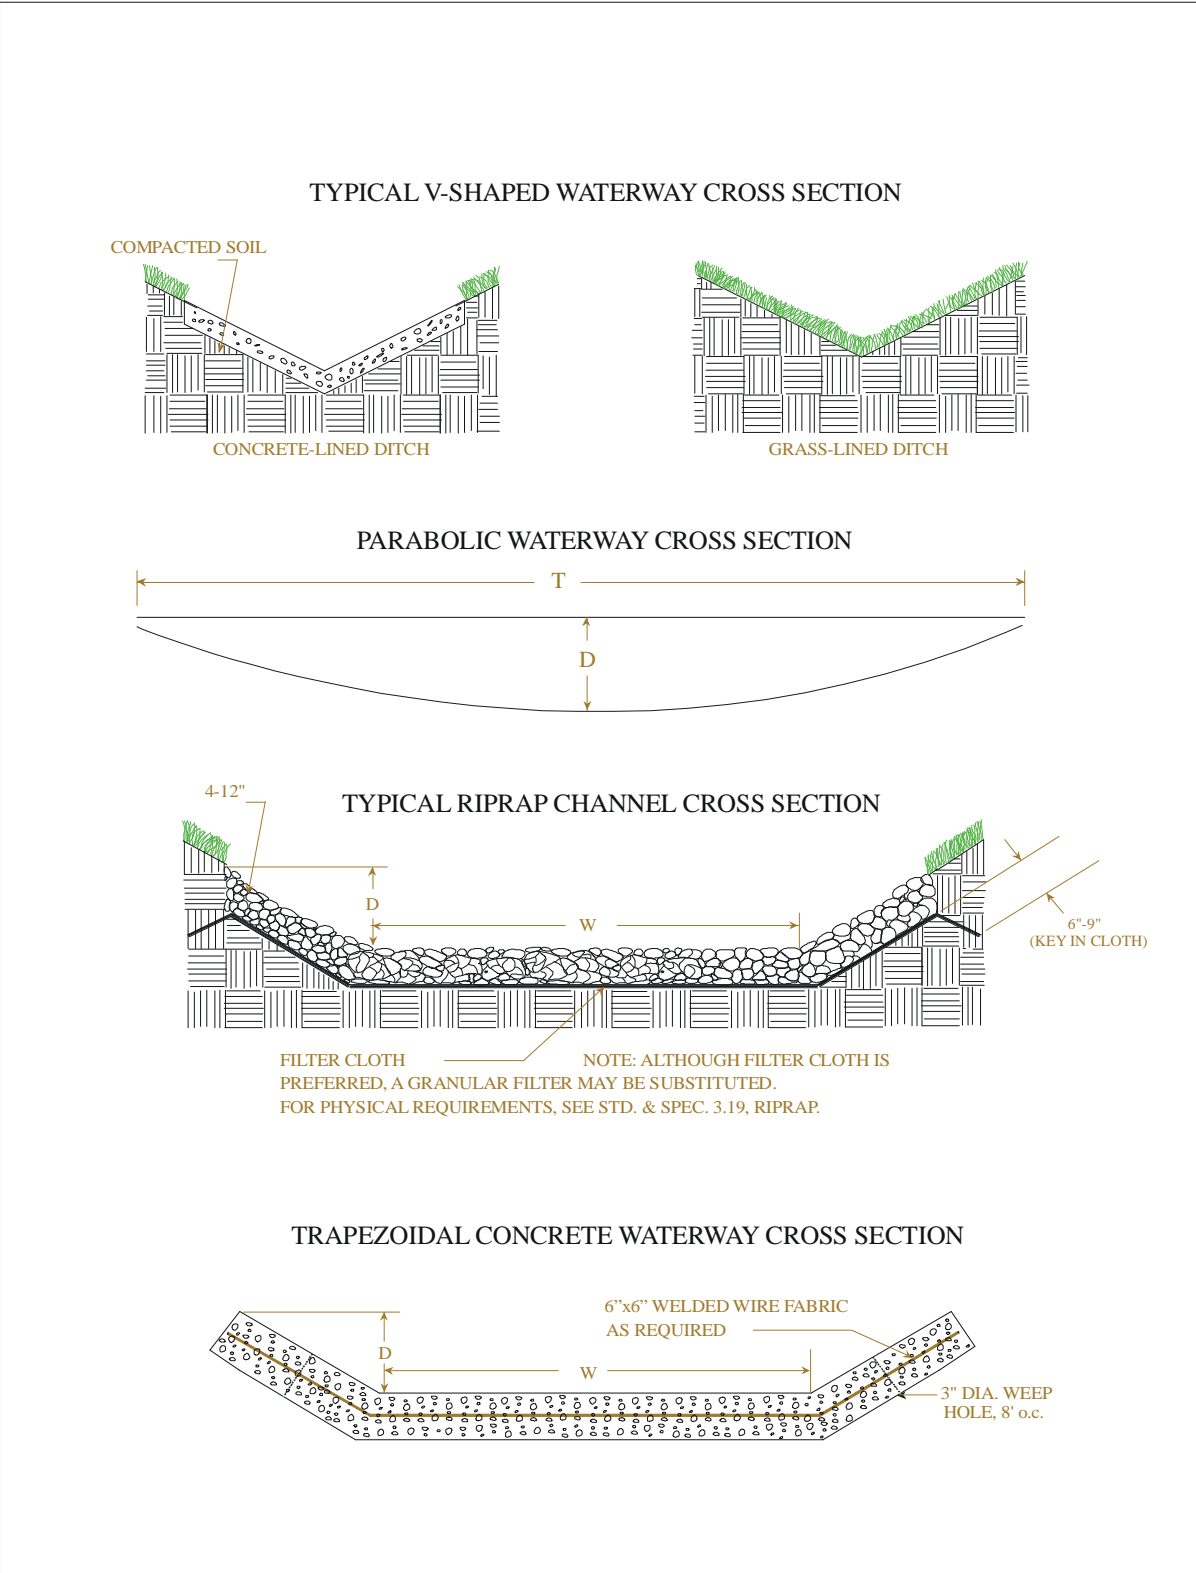 TYPICAL V-SHAPED WATERWAY CROSS SECTION
COMPACTED SOIL
CONCRETE-LINED DITCH
GRASS-LINED DITCH
PARABOLIC WATERWAY CROSS SECTION
T
D
4-12"
TYPICAL RIPRAP CHANNEL CROSS SECTION
D
W
6"-9"
(KEY IN CLOTH)
FILTER CLOTH NOTE: ALTHOUGH FILTER CLOTH IS
PREFERRED, A GRANULAR FILTER MAY BE SUBSTITUTED.
FOR PHYSICAL REQUIREMENTS, SEE STD. & SPEC. 3.19, RIPRAP.
TRAPEZOIDAL CONCRETE WATERWAY CROSS SECTION
6”x6” WELDED WIRE FABRIC
AS REQUIRED
D
W
3" DIA. WEEP
HOLE, 8' o.c.